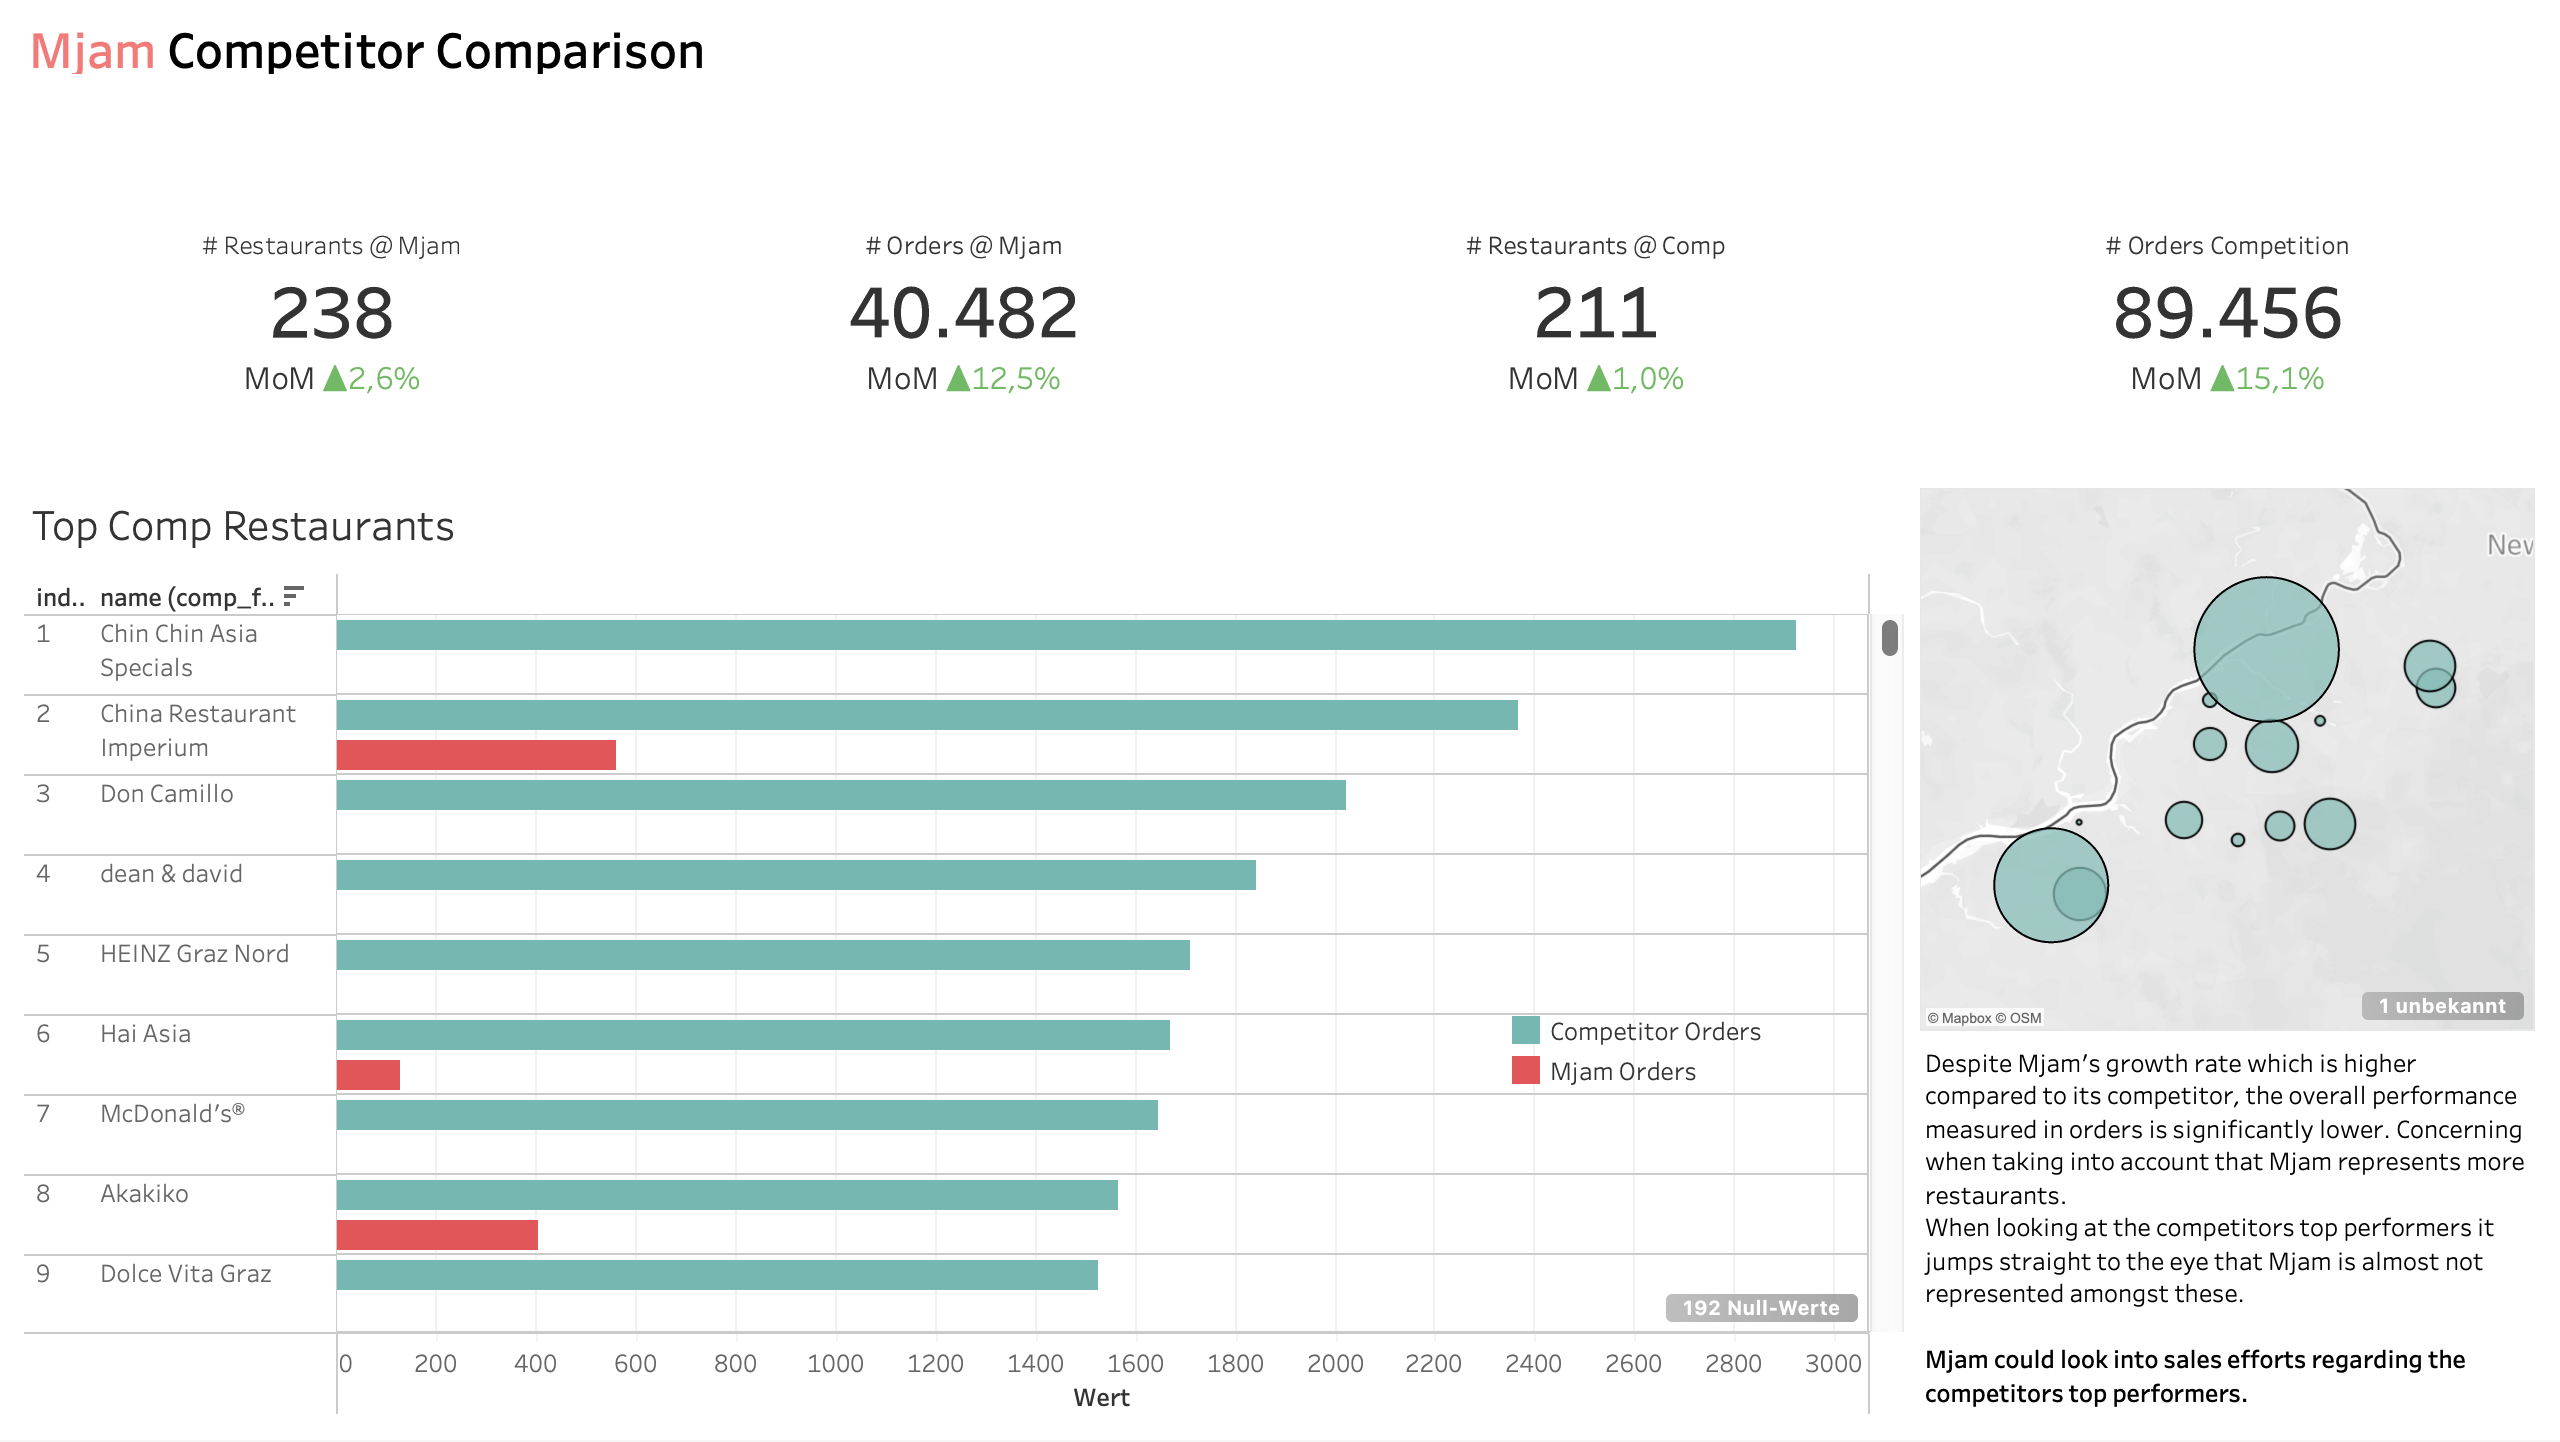 Mjam Competitor Comparison
# Restaurants @ Mjam
238
MoM ▲2,6%
# Orders @ Mjam
40.482
MoM ▲12,5%
# Restaurants @ Comp
211
MoM ▲1,0%
# Orders Competition
89.456
MoM ▲15,1%
Top Comp Restaurants
ind.. name (comp_f..
1 Chin Chin Asia
Specials
2 China Restaurant
Imperium
3 Don Camillo
4 dean & david
5 HEINZ Graz Nord
6 Hai Asia
7 McDonald's®
8 Akakiko
9 Dolce Vita Graz
Competitor Orders
Mjam Orders
192 Null-Werte
0 200 400 600 800 1000 1200 1400 1600 1800 2000 2200 2400 2600 2800 3000
Wert
New
© Mapbox © OSM
1 unbekannt
Despite Mjam's growth rate which is higher
compared to its competitor, the overall performance
measured in orders is significantly lower. Concerning
when taking into account that Mjam represents more
restaurants.
When looking at the competitors top performers it
jumps straight to the eye that Mjam is almost not
represented amongst these.
Mjam could look into sales efforts regarding the
competitors top performers.